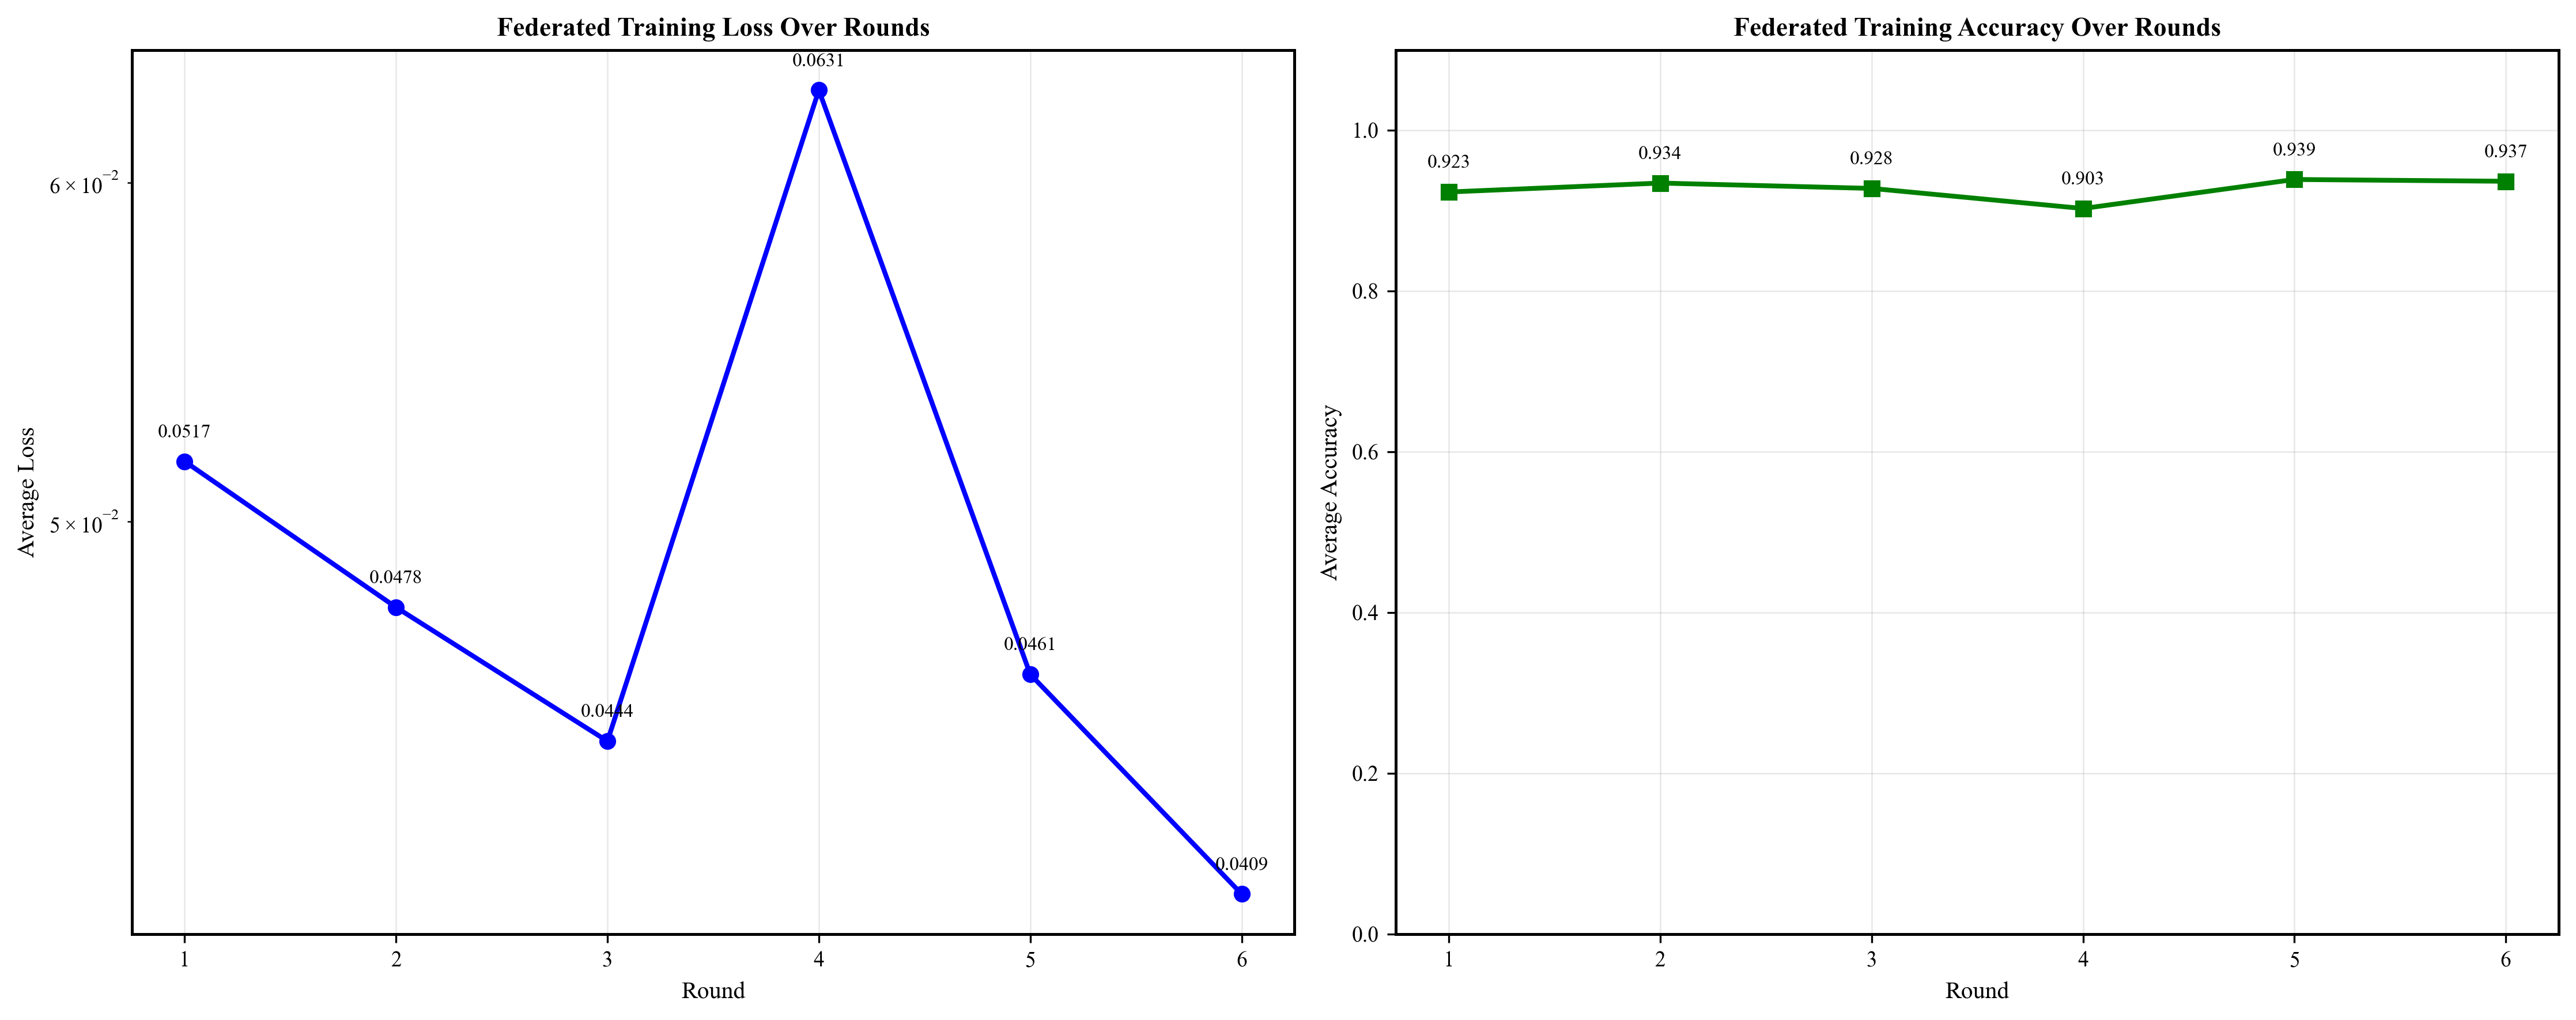 Federated Training Loss Over Rounds
Average Loss
6 × 10⁻²
5 × 10⁻²
0.0517
0.0478
0.0444
0.0631
0.0461
0.0409
1 2 3 4 5 6
Round
Federated Training Accuracy Over Rounds
Average Accuracy
1.0
0.8
0.6
0.4
0.2
0.0
0.923
0.934
0.928
0.903
0.939
0.937
1 2 3 4 5 6
Round